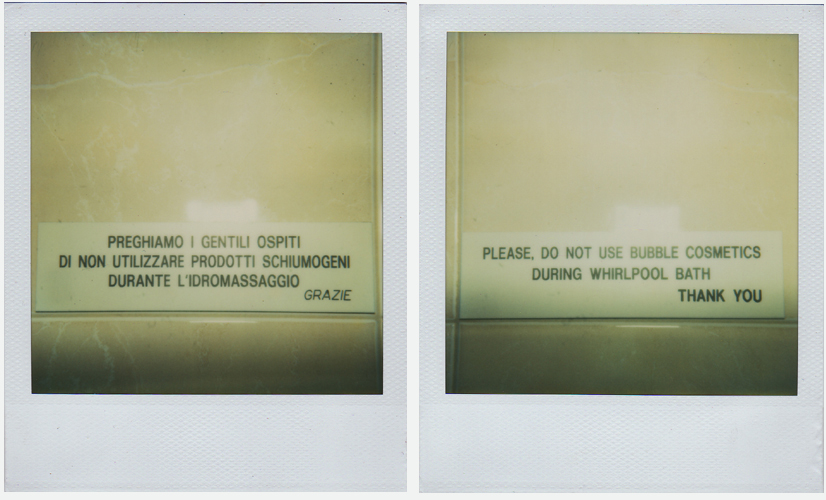 PREGHIAMO I GENTILI OSPITI
DI NON UTILIZZARE PRODOTTI SCHIUMOGENI
DURANTE L'IDROMASSAGGIO
GRAZIE
PLEASE, DO NOT USE BUBBLE COSMETICS
DURING WHIRLPOOL BATH
THANK YOU